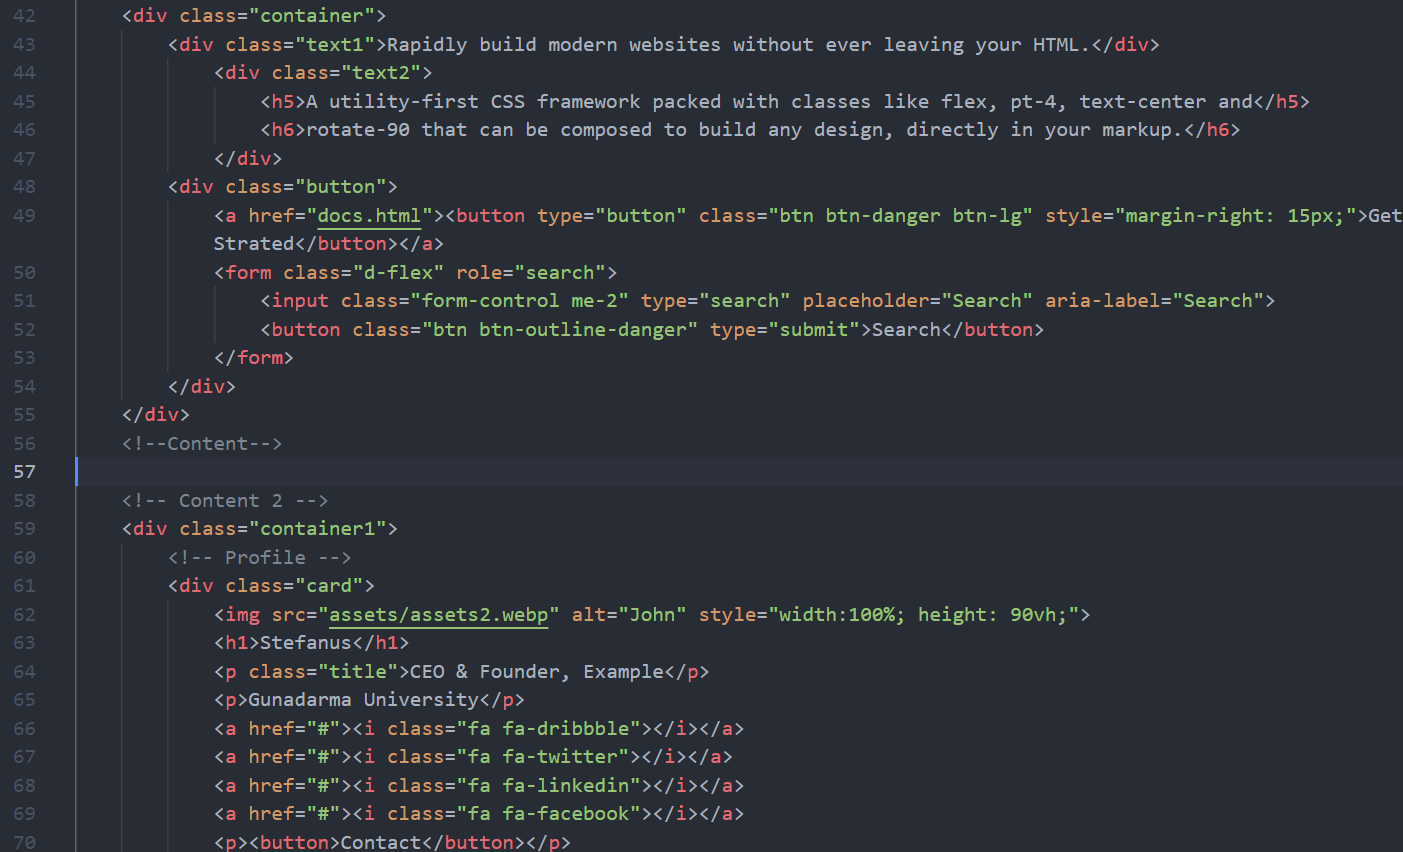 42 <div class="container">
43 <div class="text1">Rapidly build modern websites without ever leaving your HTML.</div>
44 <div class="text2">
45 <h5>A utility-first CSS framework packed with classes like flex, pt-4, text-center and</h5>
46 <h6>rotate-90 that can be composed to build any design, directly in your markup.</h6>
47 </div>
48 <div class="button">
49 <a href="docs.html"><button type="button" class="btn btn-danger btn-lg" style="margin-right: 15px;">Get
Strated</button></a>
50 <form class="d-flex" role="search">
51 <input class="form-control me-2" type="search" placeholder="Search" aria-label="Search">
52 <button class="btn btn-outline-danger" type="submit">Search</button>
53 </form>
54 </div>
55 </div>
56 <!--Content-->
57
58 <!-- Content 2 -->
59 <div class="container1">
60 <!-- Profile -->
61 <div class="card">
62 <img src="assets/assets2.webp" alt="John" style="width:100%; height: 90vh;">
63 <h1>Stefanus</h1>
64 <p class="title">CEO & Founder, Example</p>
65 <p>Gunadarma University</p>
66 <a href="#"><i class="fa fa-dribbble"></i></a>
67 <a href="#"><i class="fa fa-twitter"></i></a>
68 <a href="#"><i class="fa fa-linkedin"></i></a>
69 <a href="#"><i class="fa fa-facebook"></i></a>
70 <p><button>Contact</button></p>